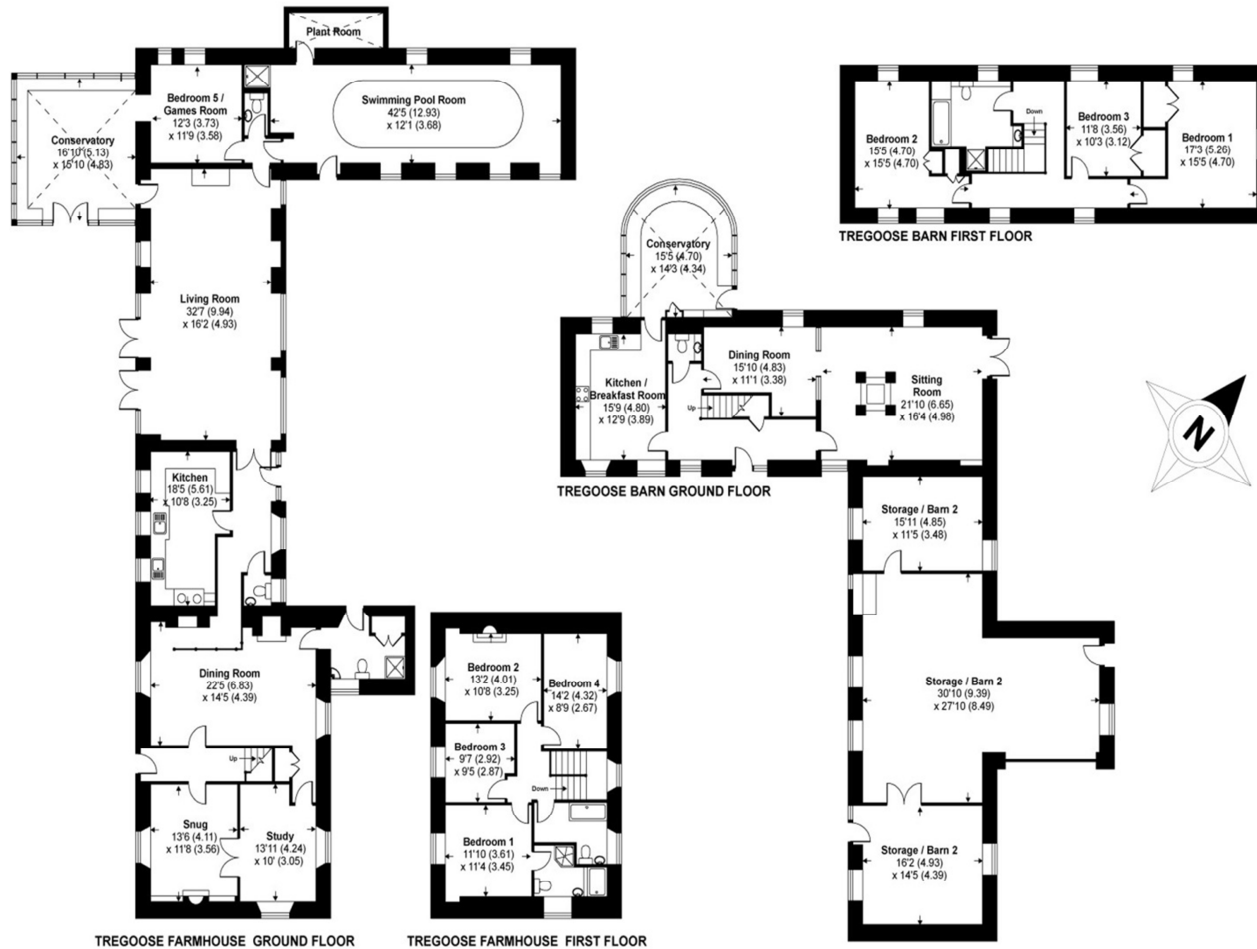 Plant Room
Bedroom 5 /
Games Room
12'3 (3.73)
x 11'9 (3.58)
Swimming Pool Room
42'5 (12.93)
x 12'1 (3.68)
Conservatory
16'10 (5.13)
x 15'10 (4.83)
Living Room
32'7 (9.94)
x 16'2 (4.93)
Kitchen
18'5 (5.61)
x 10'8 (3.25)
Dining Room
22'5 (6.83)
x 14'5 (4.39)
Up
Snug
13'6 (4.11)
x 11'8 (3.56)
Study
13'11 (4.24)
x 10' (3.05)
TREGOOSE FARMHOUSE GROUND FLOOR
Bedroom 2
13'2 (4.01)
x 10'8 (3.25)
Bedroom 4
14'2 (4.32)
x 8'9 (2.67)
Bedroom 3
9'7 (2.92)
x 9'5 (2.87)
Down
Bedroom 1
11'10 (3.61)
x 11'4 (3.45)
TREGOOSE FARMHOUSE FIRST FLOOR
Bedroom 2
15'5 (4.70)
x 15'5 (4.70)
Down
Bedroom 3
11'8 (3.56)
x 10'3 (3.12)
Bedroom 1
17'3 (5.26)
x 15'5 (4.70)
TREGOOSE BARN FIRST FLOOR
Conservatory
15'5 (4.70)
x 14'3 (4.34)
Kitchen /
Breakfast Room
15'9 (4.80)
x 12'9 (3.89)
Dining Room
15'10 (4.83)
x 11'1 (3.38)
Up
Sitting
Room
21'10 (6.65)
x 16'4 (4.98)
TREGOOSE BARN GROUND FLOOR
Storage / Barn 2
15'11 (4.85)
x 11'5 (3.48)
Storage / Barn 2
30'10 (9.39)
x 27'10 (8.49)
Storage / Barn 2
16'2 (4.93)
x 14'5 (4.39)
N